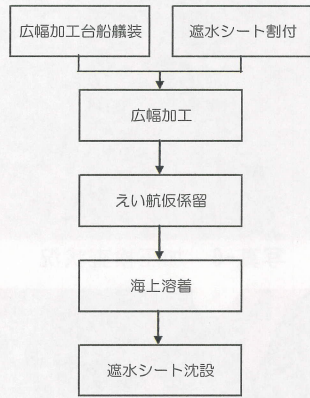 広幅加工台船艤装
遮水シート割付
広幅加工
えい航仮係留
海上溶着
遮水シート沈設